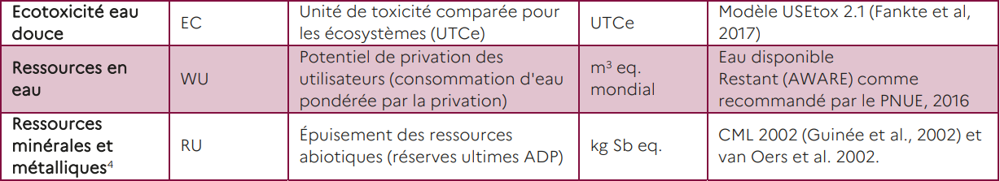 Ecotoxicité eau
douce
EC
Unité de toxicité comparée pour
les écosystèmes (UTCe)
UTCe
Modèle USEtox 2.1 (Fankte et al,
2017)
Ressources en
eau
WU
Potentiel de privation des
utilisateurs (consommation d'eau
pondérée par la privation)
m³ eq.
mondial
Eau disponible
Restant (AWARE) comme
recommandé par le PNUE, 2016
Ressources
minérales et
métalliques⁴
RU
Épuisement des ressources
abiotiques (réserves ultimes ADP)
kg Sb eq.
CML 2002 (Guinée et al., 2002) et
van Oers et al. 2002.